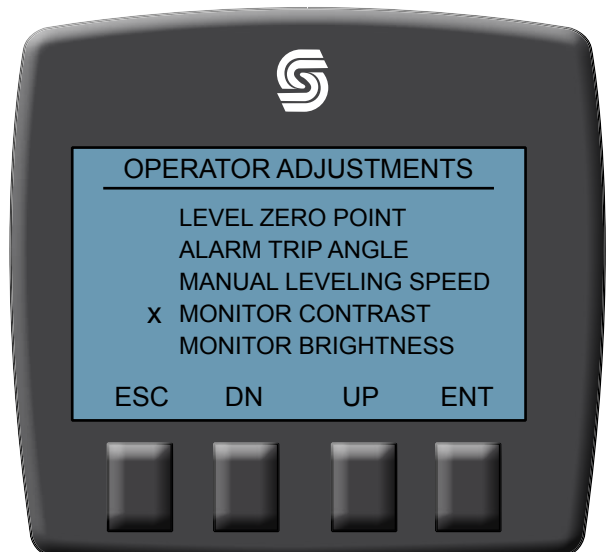 OPERATOR ADJUSTMENTS
LEVEL ZERO POINT
ALARM TRIP ANGLE
MANUAL LEVELING SPEED
X MONITOR CONTRAST
MONITOR BRIGHTNESS
ESC DN UP ENT